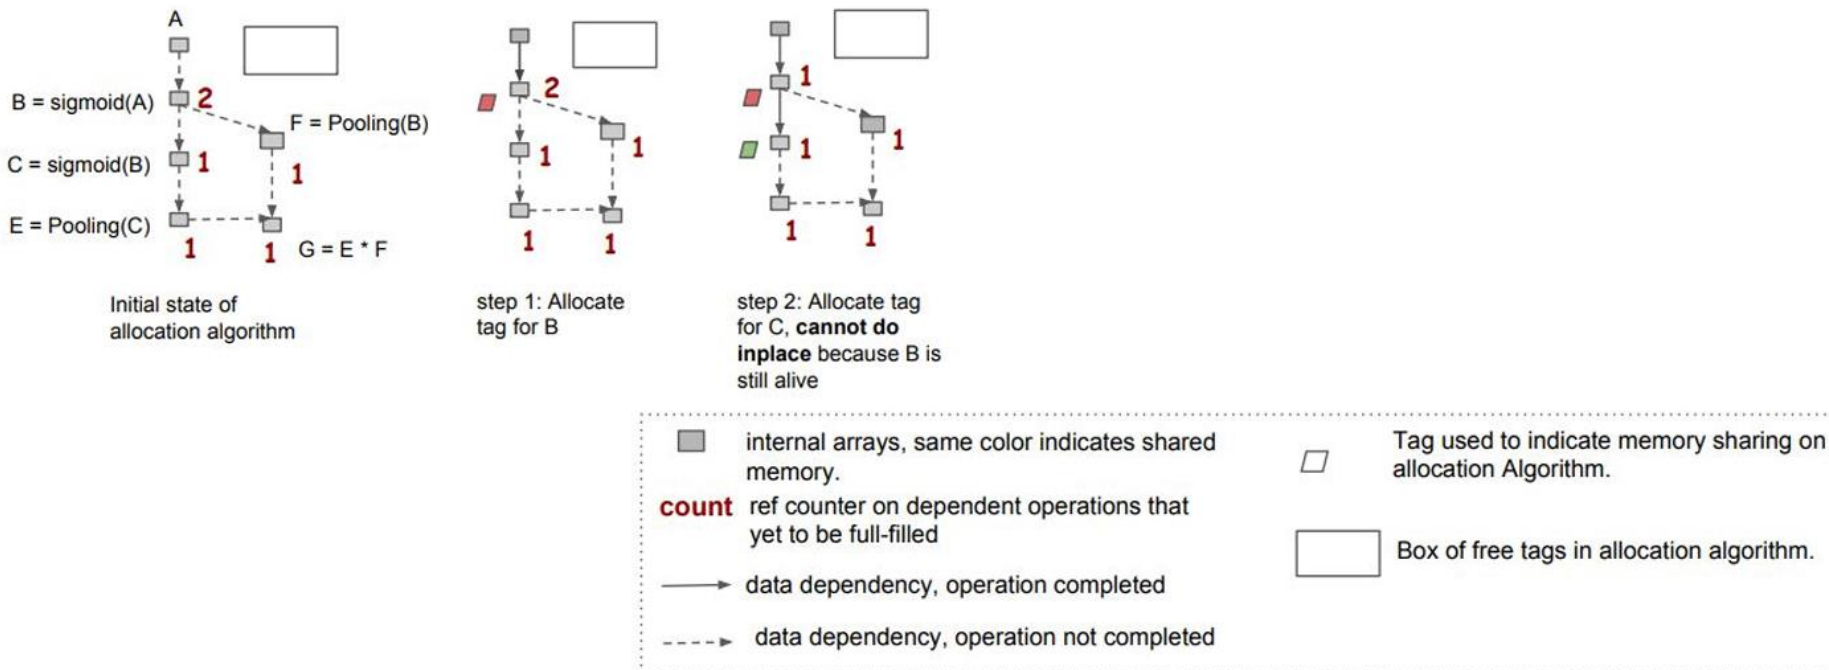 A
B = sigmoid(A)
2
F = Pooling(B)
C = sigmoid(B)
1
1
E = Pooling(C)
1
1
G = E * F
Initial state of
allocation algorithm
2
1
1
1
1
step 1: Allocate
tag for B
1
1
1
1
1
step 2: Allocate tag
for C, cannot do
inplace because B is
still alive
internal arrays, same color indicates shared
memory.
count ref counter on dependent operations that
yet to be full-filled
data dependency, operation completed
data dependency, operation not completed
Tag used to indicate memory sharing on
allocation Algorithm.
Box of free tags in allocation algorithm.